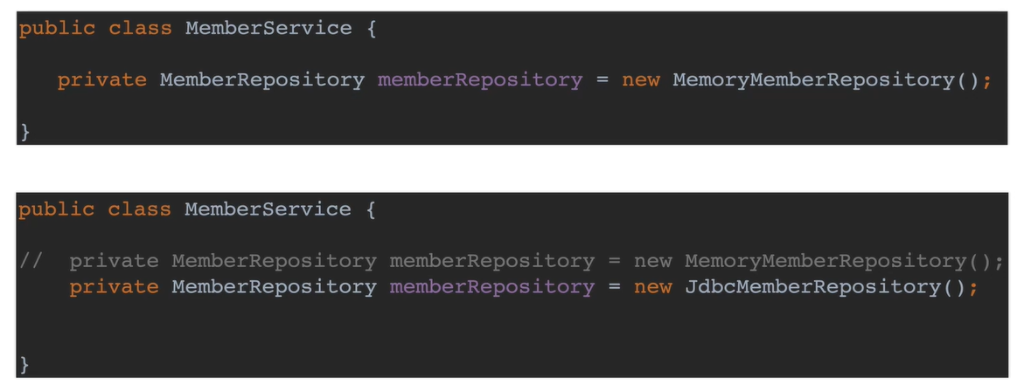 public class MemberService {
private MemberRepository memberRepository = new MemoryMemberRepository();
}
public class MemberService {
// private MemberRepository memberRepository = new MemoryMemberRepository();
private MemberRepository memberRepository = new JdbcMemberRepository();
}